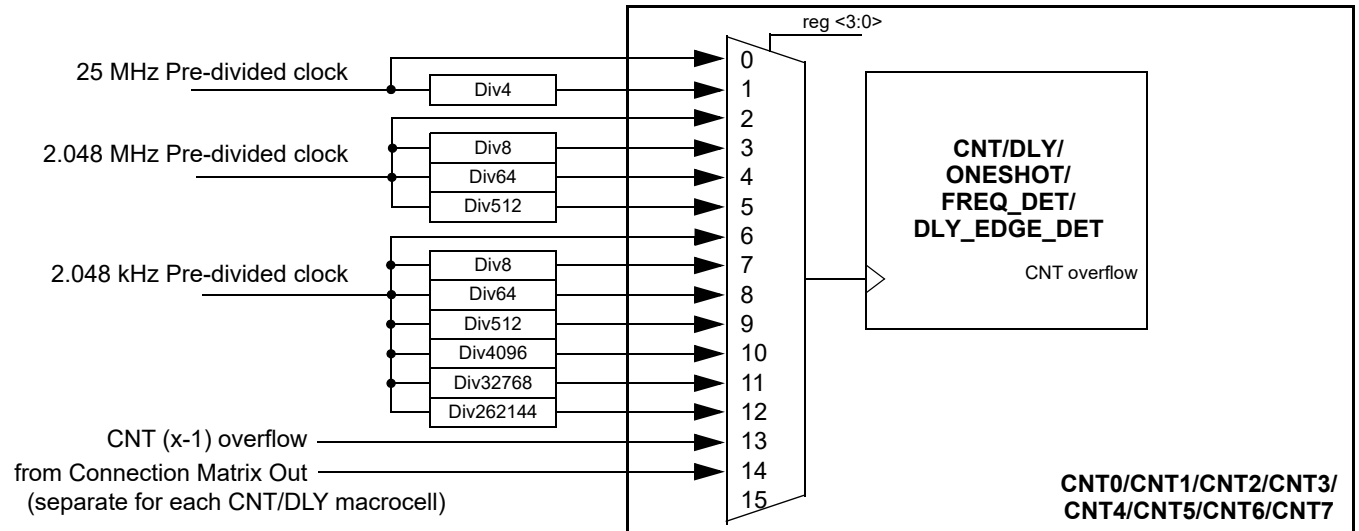 reg <3:0>
25 MHz Pre-divided clock
Div4
2.048 MHz Pre-divided clock
Div8
Div64
Div512
2.048 kHz Pre-divided clock
Div8
Div64
Div512
Div4096
Div32768
Div262144
CNT (x-1) overflow
from Connection Matrix Out
(separate for each CNT/DLY macrocell)
0
1
2
3
4
5
6
7
8
9
10
11
12
13
14
15
CNT/DLY/
ONESHOT/
FREQ_DET/
DLY_EDGE_DET
CNT overflow
CNT0/CNT1/CNT2/CNT3/
CNT4/CNT5/CNT6/CNT7